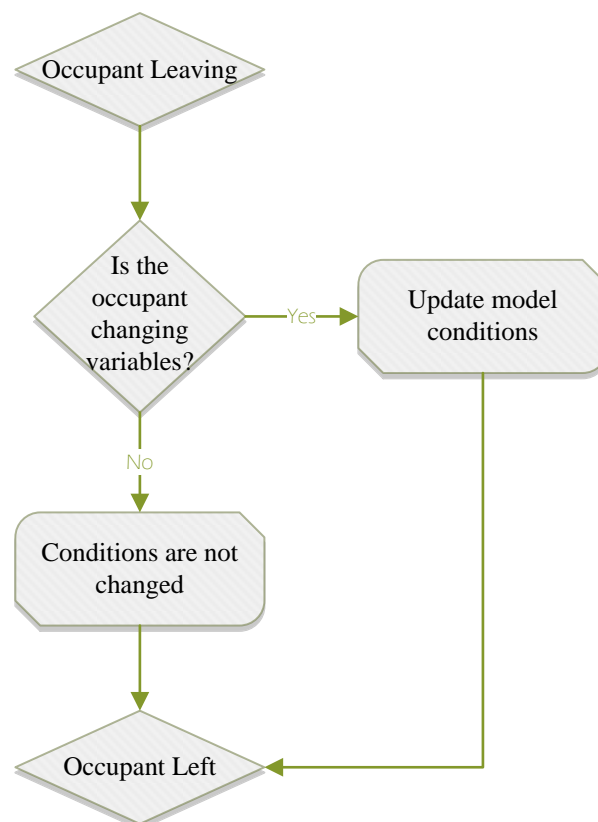 Occupant Leaving
Is the
occupant
changing
variables?
Yes
Update model
conditions
No
Conditions are not
changed
Occupant Left